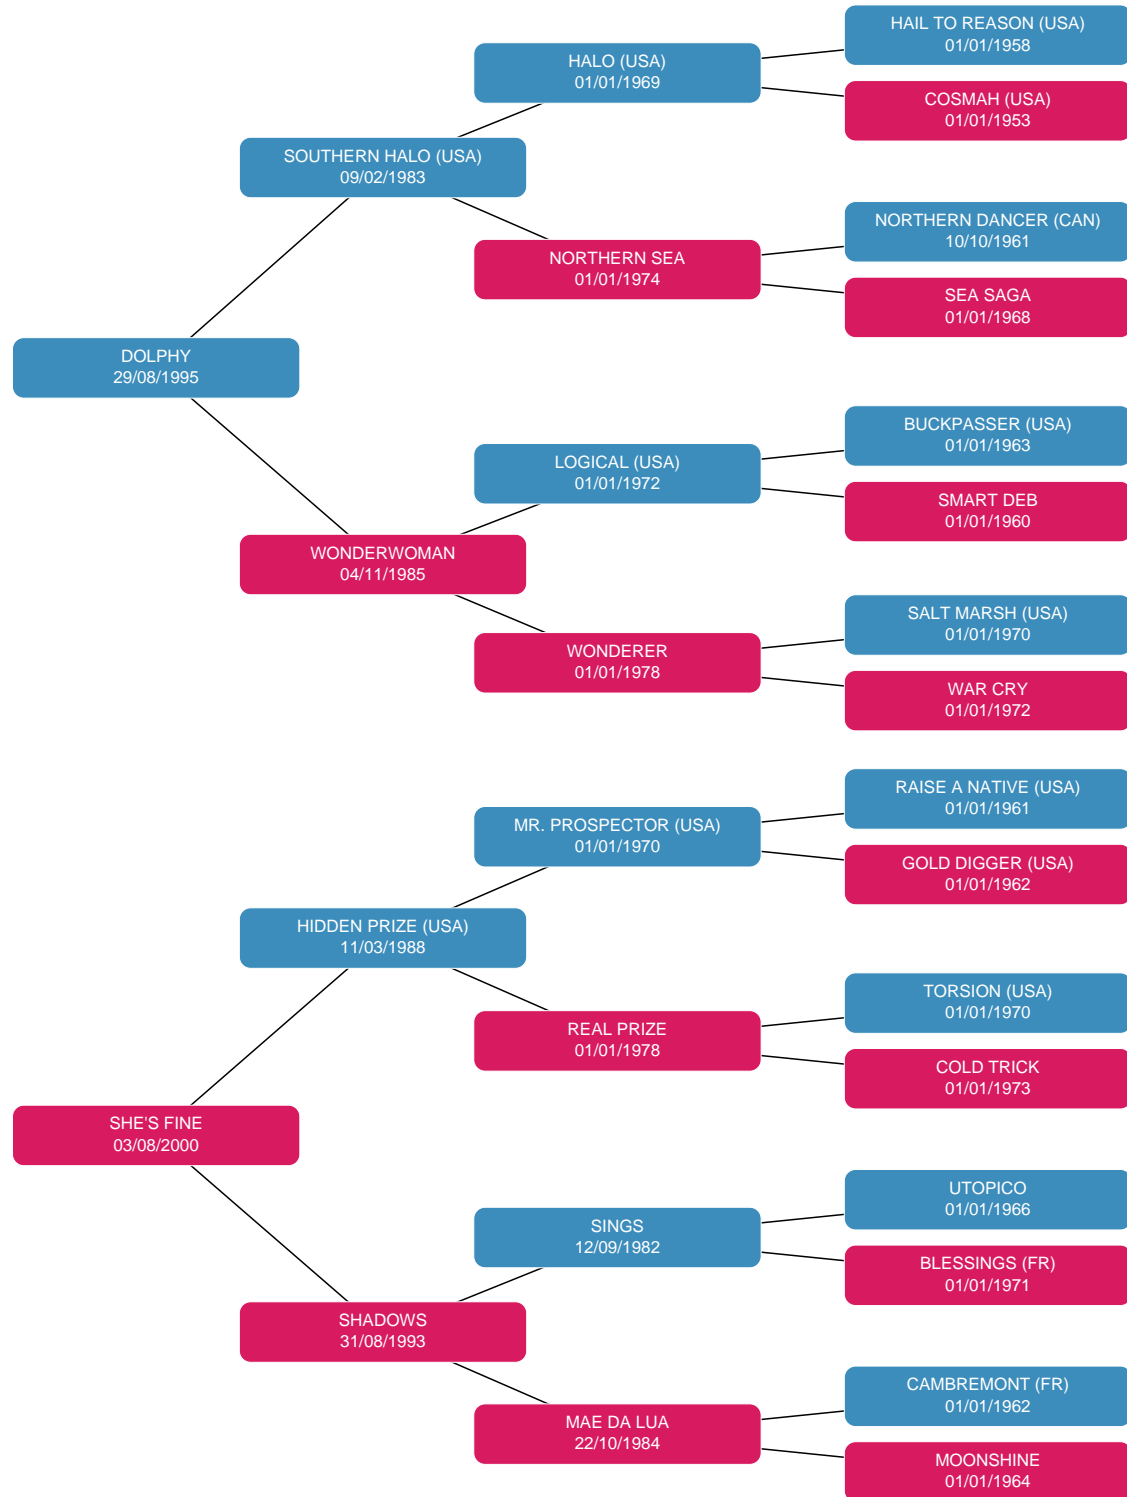 HAIL TO REASON (USA)
01/01/1958
HALO (USA)
01/01/1969
COSMAH (USA)
01/01/1953
SOUTHERN HALO (USA)
09/02/1983
NORTHERN DANCER (CAN)
10/10/1961
NORTHERN SEA
01/01/1974
SEA SAGA
01/01/1968
DOLPHY
29/08/1995
BUCKPASSER (USA)
01/01/1963
LOGICAL (USA)
01/01/1972
SMART DEB
01/01/1960
WONDERWOMAN
04/11/1985
SALT MARSH (USA)
01/01/1970
WONDERER
01/01/1978
WAR CRY
01/01/1972
RAISE A NATIVE (USA)
01/01/1961
MR. PROSPECTOR (USA)
01/01/1970
GOLD DIGGER (USA)
01/01/1962
HIDDEN PRIZE (USA)
11/03/1988
TORSION (USA)
01/01/1970
REAL PRIZE
01/01/1978
COLD TRICK
01/01/1973
SHE'S FINE
03/08/2000
UTOPICO
01/01/1966
SINGS
12/09/1982
BLESSINGS (FR)
01/01/1971
SHADOWS
31/08/1993
CAMBREMONT (FR)
01/01/1962
MAE DA LUA
22/10/1984
MOONSHINE
01/01/1964